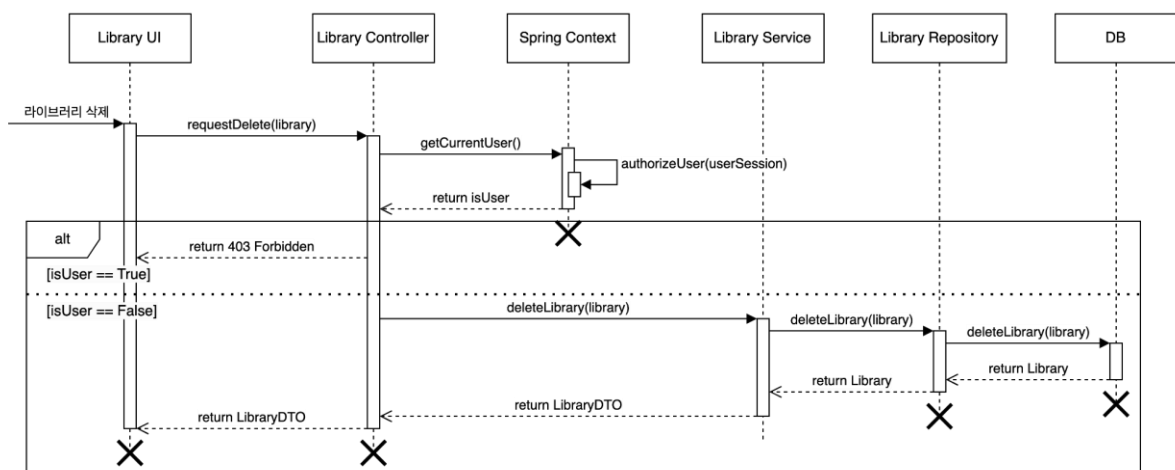 Library UI
Library Controller
Spring Context
Library Service
Library Repository
DB
라이브러리 삭제
requestDelete(library)
getCurrentUser()
authorizeUser(userSession)
return isUser
alt
return 403 Forbidden
[isUser == True]
[isUser == False]
deleteLibrary(library)
deleteLibrary(library)
deleteLibrary(library)
return Library
return Library
return LibraryDTO
return LibraryDTO